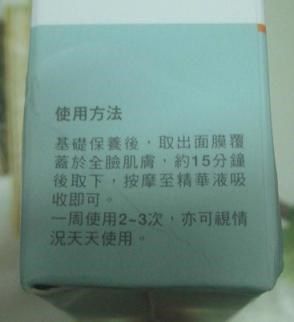 使用方法
基礎保養後，取出面膜覆
蓋於全臉肌膚，約15分鐘
後取下，按摩至精華液吸
收即可。
一周使用2~3次，亦可視情
況天天使用。